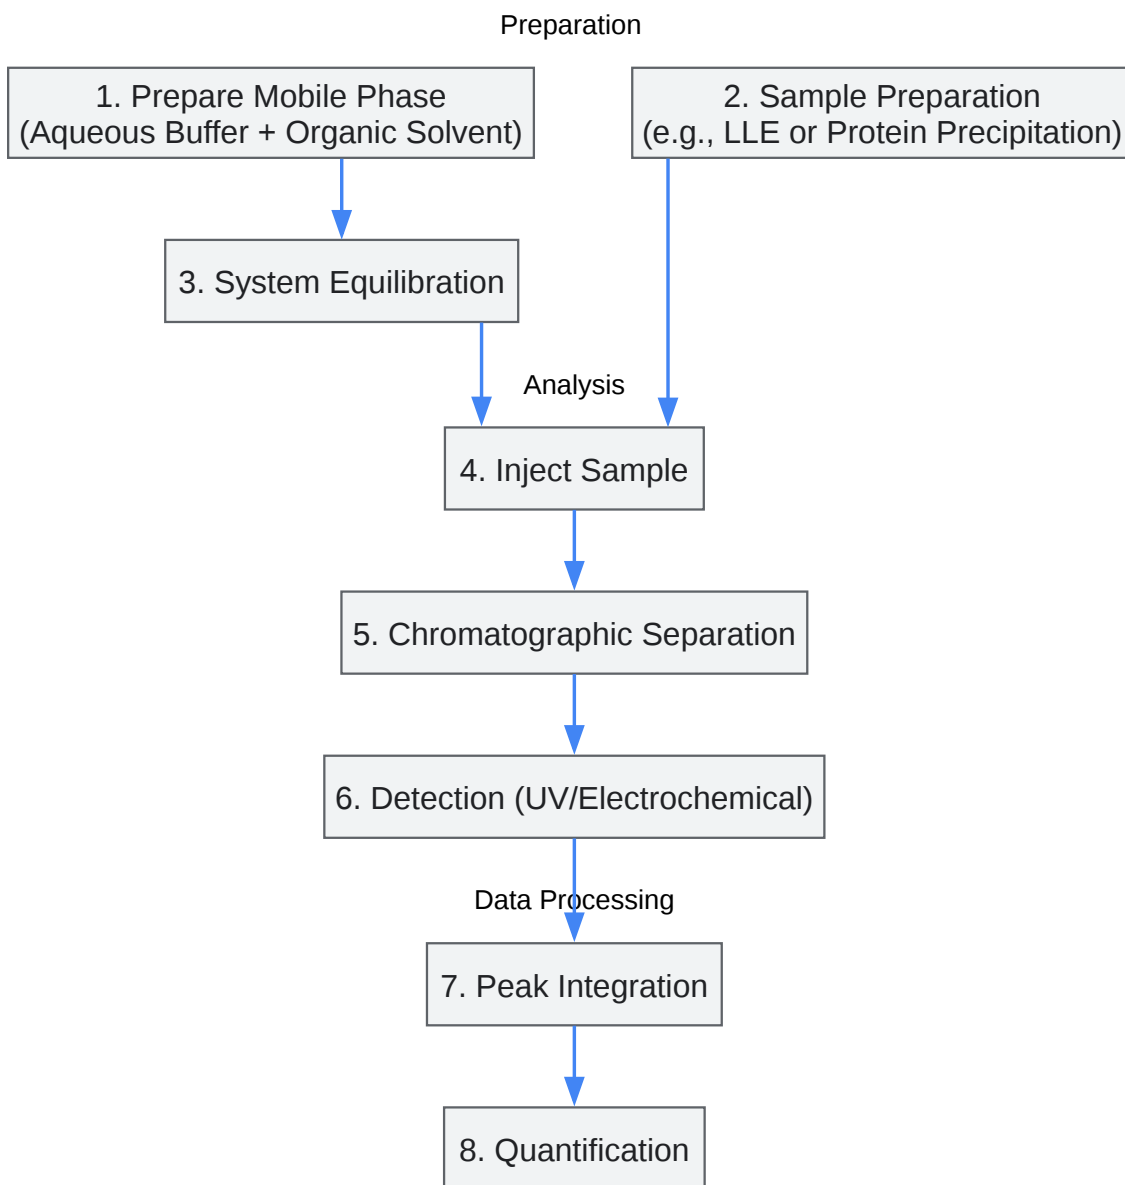 Preparation
1. Prepare Mobile Phase
(Aqueous Buffer + Organic Solvent)
2. Sample Preparation
(e.g., LLE or Protein Precipitation)
3. System Equilibration
Analysis
4. Inject Sample
5. Chromatographic Separation
6. Detection (UV/Electrochemical)
Data Processing
7. Peak Integration
8. Quantification